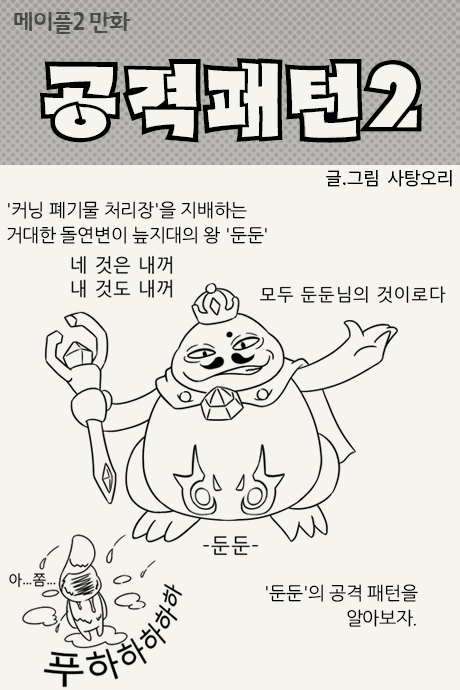 메이플2 만화
공격패턴2
글.그림 사탕오리
'커닝 폐기물 처리장'을 지배하는
거대한 돌연변이 늪지대의 왕 '둔둔'
네 것은 내꺼
내 것도 내꺼
모두 둔둔님의 것이로다
-둔둔-
아...쫌...
푸하하하하하
'둔둔'의 공격 패턴을
알아보자.